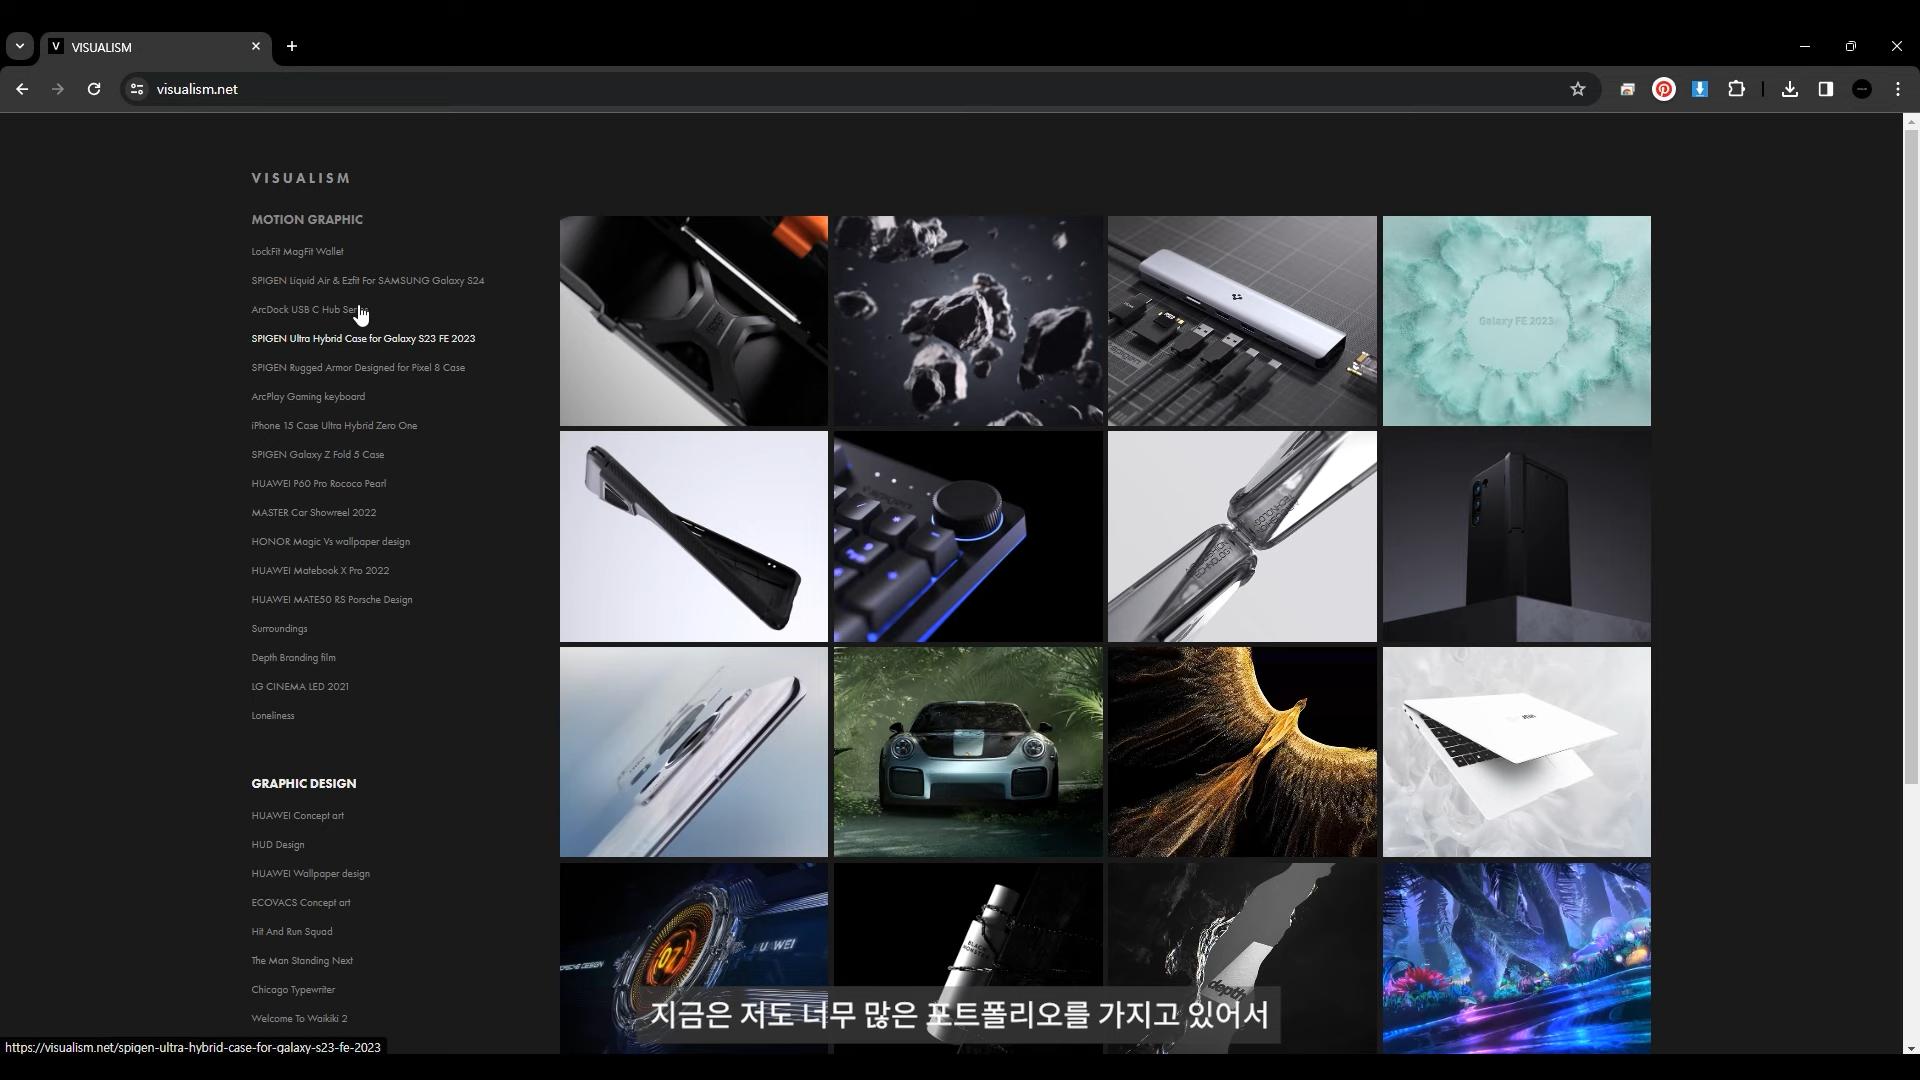 VISUALISM
visualism.net
VISUALISM
MOTION GRAPHIC
LockFit MagFit Wallet
SPIGEN Liquid Air & Ezfit For SAMSUNG Galaxy S24
ArcDock USB C Hub
SPIGEN Ultra Hybrid Case for Galaxy S23 FE 2023
SPIGEN Rugged Armor Designed for Pixel 8 Case
ArcPlay Gaming keyboard
iPhone 15 Case Ultra Hybrid Zero One
SPIGEN Galaxy Z Fold 5 Case
HUAWEI P60 Pro Rococo Pearl
MASTER Car Showreel 2022
HONOR Magic Vs wallpaper design
HUAWEI Matebook X Pro 2022
HUAWEI MATE50 RS Porsche Design
Surroundings
Depth Branding film
LG CINEMA LED 2021
Loneliness
GRAPHIC DESIGN
HUAWEI Concept art
HUD Design
HUAWEI Wallpaper design
ECOVACS Concept art
Hit And Run Squad
The Man Standing Next
Chicago Typewriter
Welcome To Waikiki 2
Galaxy FE 2023
HUAWEI
depth
지금은 저도 너무 많은 포트폴리오를 가지고 있어서
https://visualism.net/spigen-ultra-hybrid-case-for-galaxy-s23-fe-2023